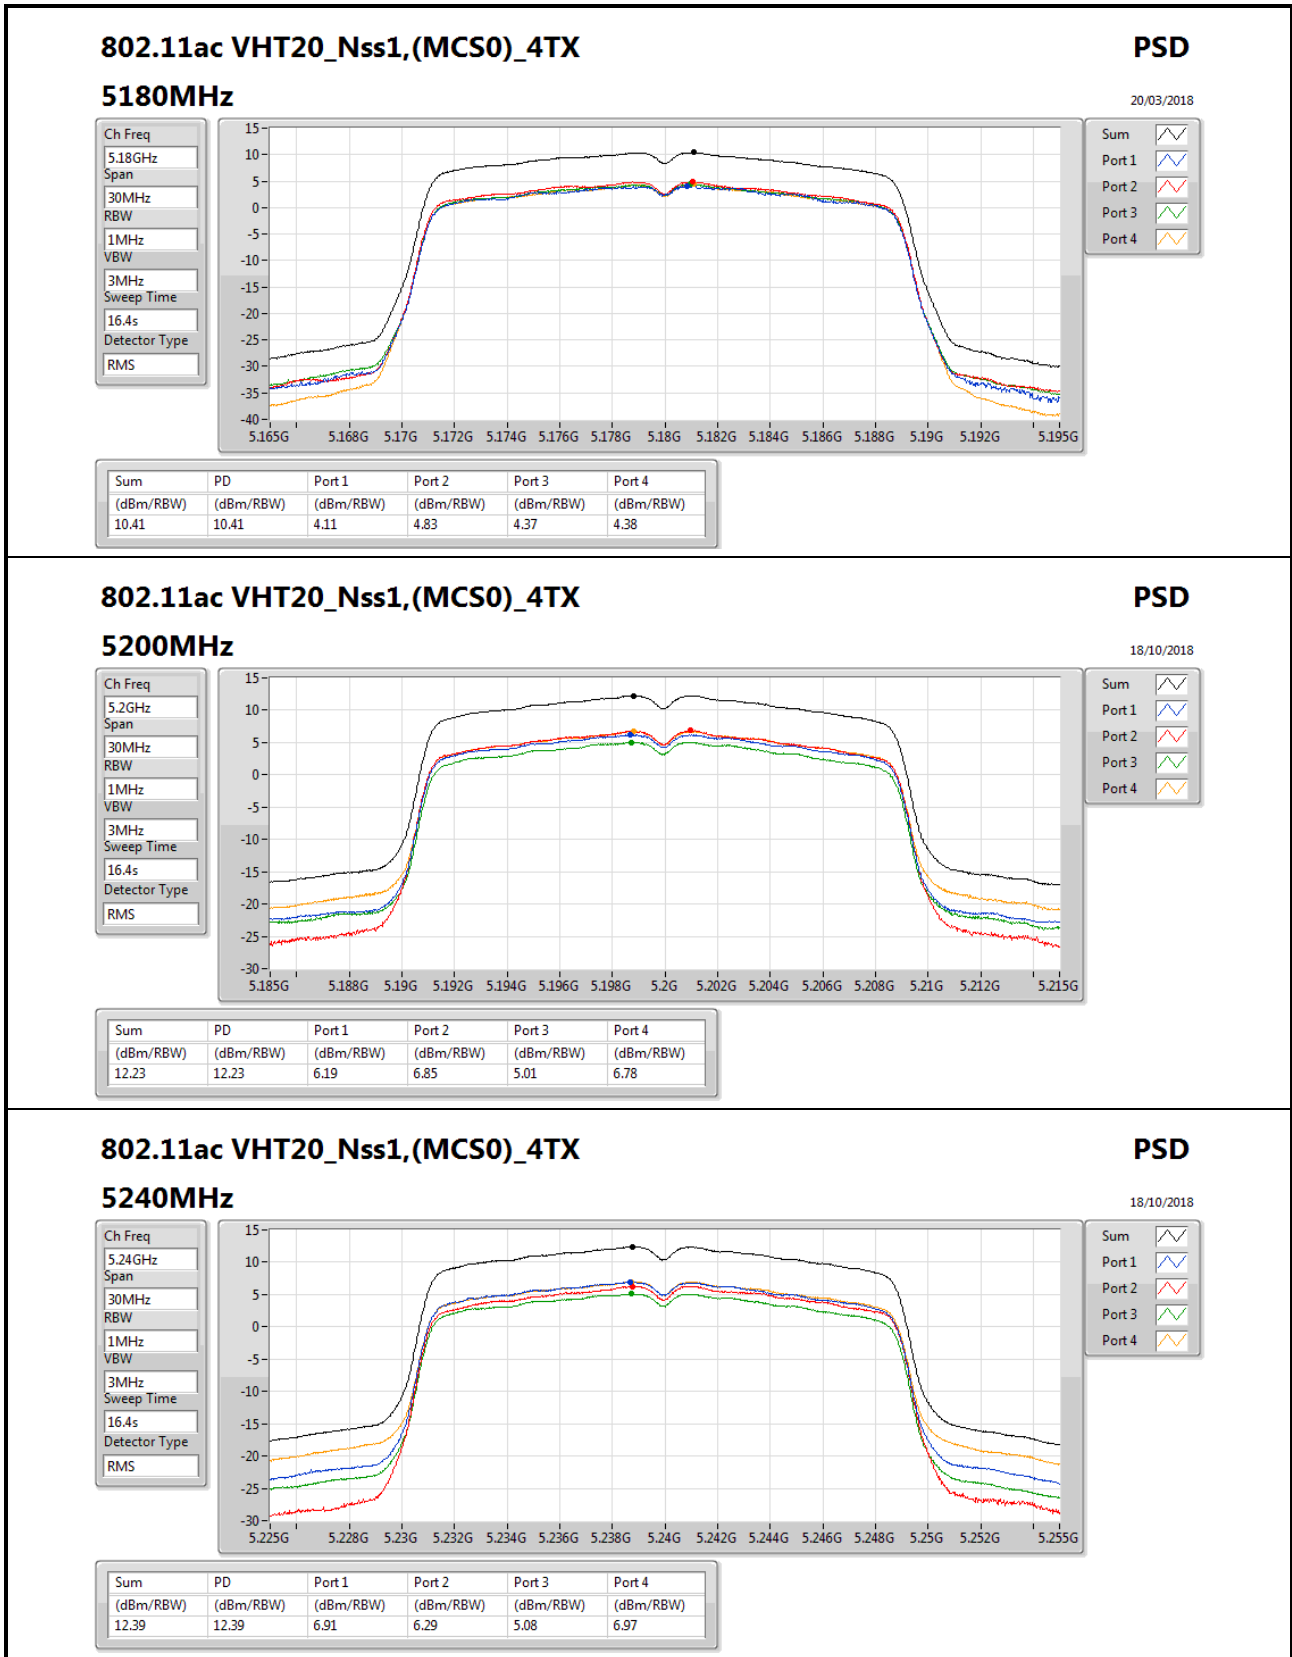 802.11ac VHT20_Nss1,(MCS0)_4TX PSD
5180MHz 20/03/2018
Ch Freq
5.18GHz
Span
30MHz
RBW
1MHz
VBW
3MHz
Sweep Time
16.4s
Detector Type
RMS
15
10
5
0
-5
-10
-15
-20
-25
-30
-35
-40
5.165G 5.168G 5.17G 5.172G 5.174G 5.176G 5.178G 5.18G 5.182G 5.184G 5.186G 5.188G 5.19G 5.192G 5.195G
Sum
Port 1
Port 2
Port 3
Port 4
Sum PD Port 1 Port 2 Port 3 Port 4
(dBm/RBW) (dBm/RBW) (dBm/RBW) (dBm/RBW) (dBm/RBW) (dBm/RBW)
10.41 10.41 4.11 4.83 4.37 4.38
802.11ac VHT20_Nss1,(MCS0)_4TX PSD
5200MHz 18/10/2018
Ch Freq
5.2GHz
Span
30MHz
RBW
1MHz
VBW
3MHz
Sweep Time
16.4s
Detector Type
RMS
15
10
5
0
-5
-10
-15
-20
-25
-30
5.185G 5.188G 5.19G 5.192G 5.194G 5.196G 5.198G 5.2G 5.202G 5.204G 5.206G 5.208G 5.21G 5.212G 5.215G
Sum
Port 1
Port 2
Port 3
Port 4
Sum PD Port 1 Port 2 Port 3 Port 4
(dBm/RBW) (dBm/RBW) (dBm/RBW) (dBm/RBW) (dBm/RBW) (dBm/RBW)
12.23 12.23 6.19 6.85 5.01 6.78
802.11ac VHT20_Nss1,(MCS0)_4TX PSD
5240MHz 18/10/2018
Ch Freq
5.24GHz
Span
30MHz
RBW
1MHz
VBW
3MHz
Sweep Time
16.4s
Detector Type
RMS
15
10
5
0
-5
-10
-15
-20
-25
-30
5.225G 5.228G 5.23G 5.232G 5.234G 5.236G 5.238G 5.24G 5.242G 5.244G 5.246G 5.248G 5.25G 5.252G 5.255G
Sum
Port 1
Port 2
Port 3
Port 4
Sum PD Port 1 Port 2 Port 3 Port 4
(dBm/RBW) (dBm/RBW) (dBm/RBW) (dBm/RBW) (dBm/RBW) (dBm/RBW)
12.39 12.39 6.91 6.29 5.08 6.97